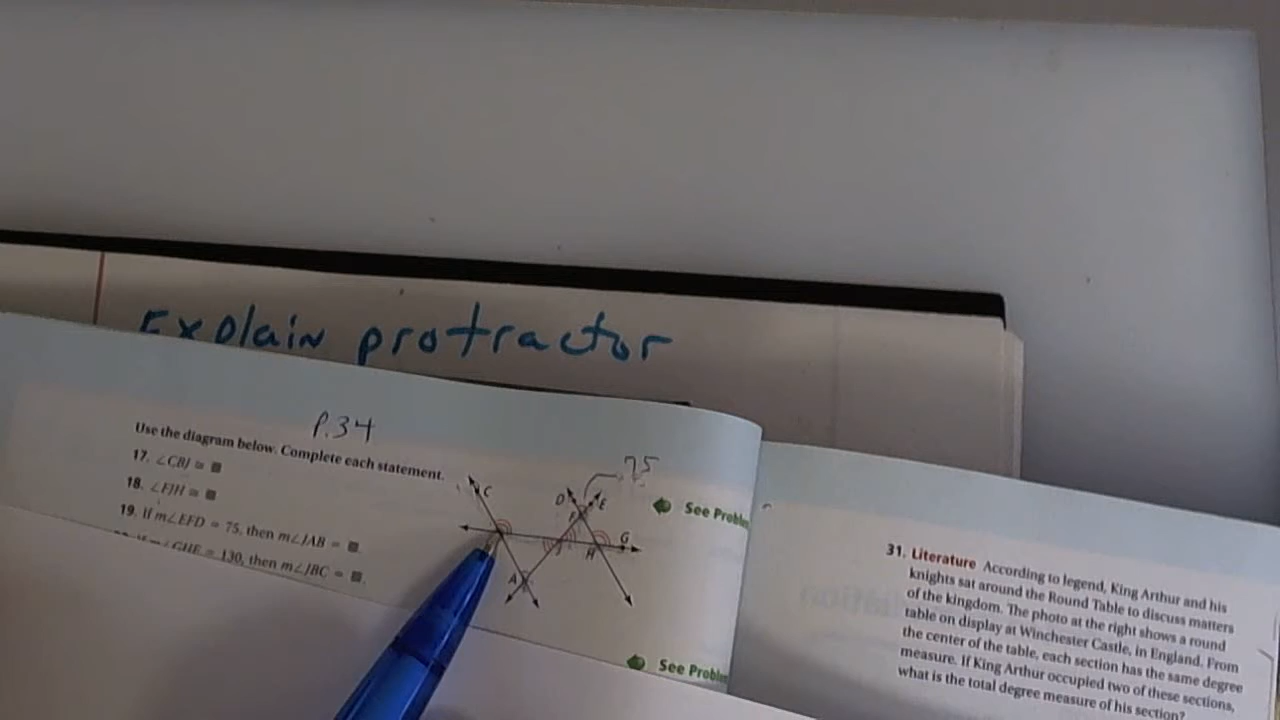 Explain protractor
P.34
Use the diagram below. Complete each statement.
17. ∠CBJ ≅ ■
18. ∠FJH ≅ ■
19. If m∠EFD = 75, then m∠JAB = ■.
m∠GHF = 130, then m∠JBC = ■.
75
C
D
E
F
G
H
J
A
See Problem
See Problem
31. Literature According to legend, King Arthur and his
knights sat around the Round Table to discuss matters
of the kingdom. The photo at the right shows a round
table on display at Winchester Castle, in England. From
the center of the table, each section has the same degree
measure. If King Arthur occupied two of these sections,
what is the total degree measure of his section?